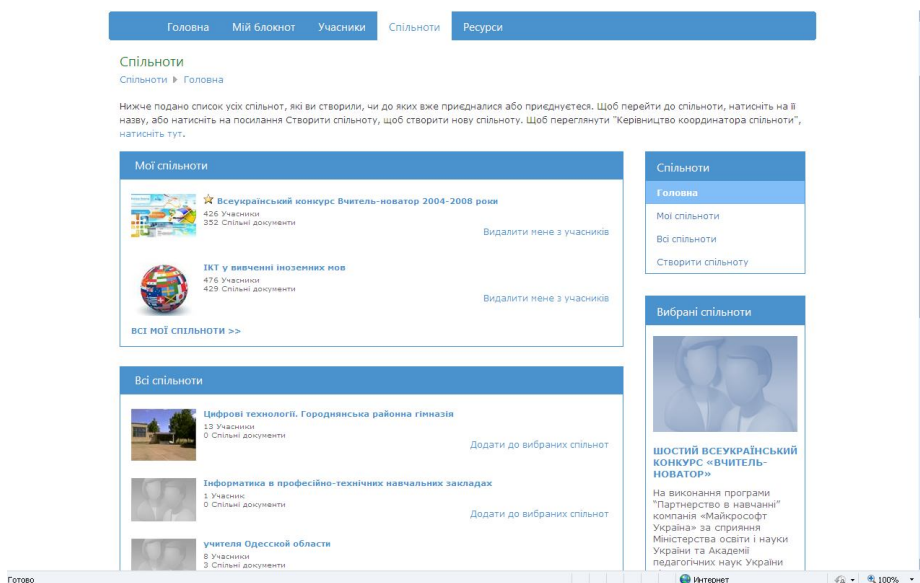 Головна Мій блокнот Учасники Спільноти Ресурси
Спільноти
Спільноти Головна
Нижче подано список усіх спільнот, які ви створили, чи до яких вже приєдналися або приєднуєтеся. Щоб перейти до спільноти, натисніть на її
назву, або натисніть на посилання Створити спільноту, щоб створити нову спільноту. Щоб переглянути "Керівництво координатора спільноти",
натисніть тут.
Мої спільноти
Всеукраїнський конкурс Вчитель-новатор 2004-2008 роки
426 Учасники
352 Спільні документи
Видалити мене з учасників
ІКТ у вивченні іноземних мов
476 Учасники
429 Спільні документи
Видалити мене з учасників
ВСІ МОЇ СПІЛЬНОТИ >>
Всі спільноти
Цифрові технології. Городнянська районна гімназія
13 Учасники
0 Спільні документи
Додати до вибраних спільнот
Інформатика в професійно-технічних навчальних закладах
1 Учасник
0 Спільні документи
Додати до вибраних спільнот
учителя Одесской области
8 Учасники
3 Спільні документи
Спільноти
Головна
Мої спільноти
Всі спільноти
Створити спільноту
Вибрані спільноти
ШОСТИЙ ВСЕУКРАЇНСЬКИЙ
КОНКУРС «ВЧИТЕЛЬ-
НОВАТОР»
На виконання програми
"Партнерство в навчанні"
компанія «Майкрософт
Україна» за сприяння
Міністерства освіти і науки
України та Академії
педагогічних наук України
Готово Интернет 100%